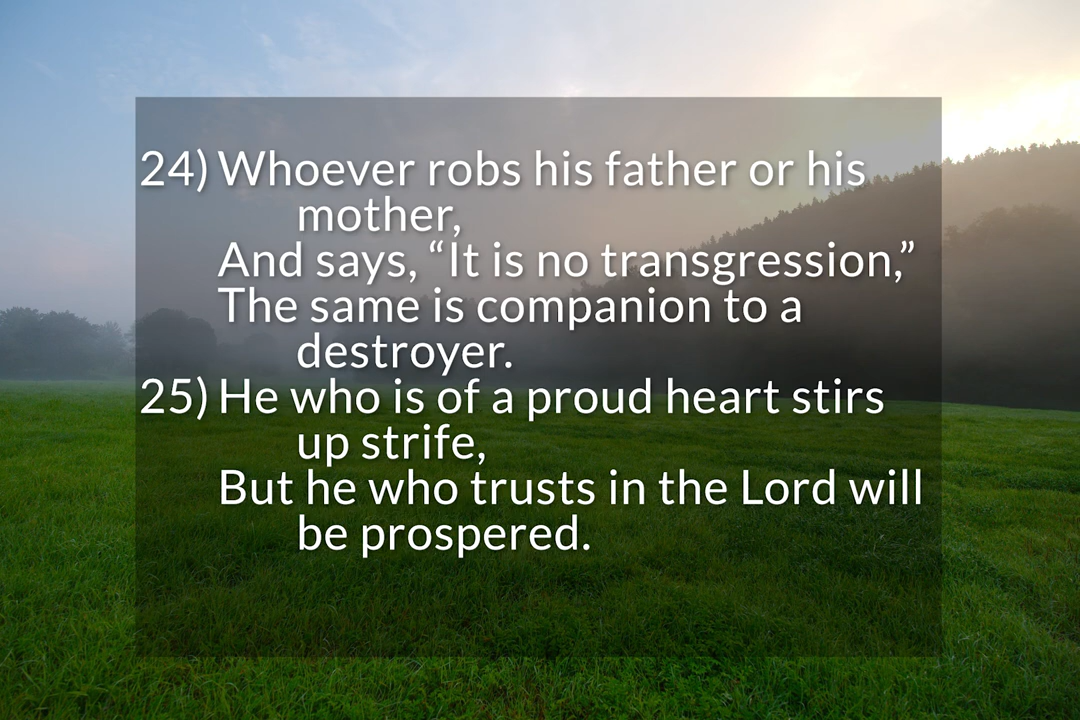 24) Whoever robs his father or his
mother,
And says, “It is no transgression,”
The same is companion to a
destroyer.
25) He who is of a proud heart stirs
up strife,
But he who trusts in the Lord will
be prospered.